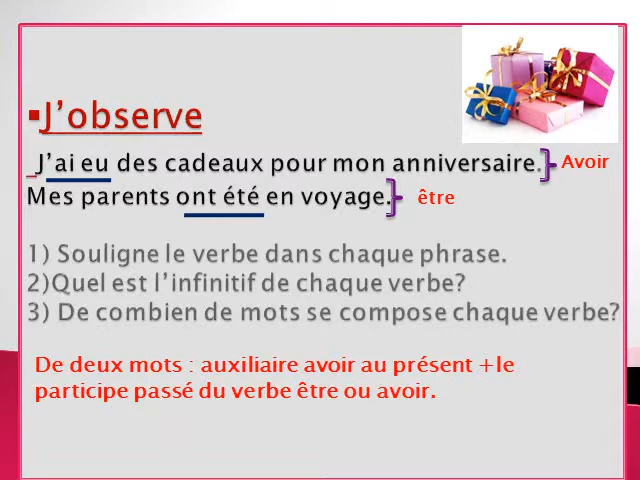 ▪J’observe
_J’ai eu des cadeaux pour mon anniversaire. Avoir
Mes parents ont été en voyage. être
1) Souligne le verbe dans chaque phrase.
2)Quel est l’infinitif de chaque verbe?
3) De combien de mots se compose chaque verbe?
De deux mots : auxiliaire avoir au présent +le
participe passé du verbe être ou avoir.